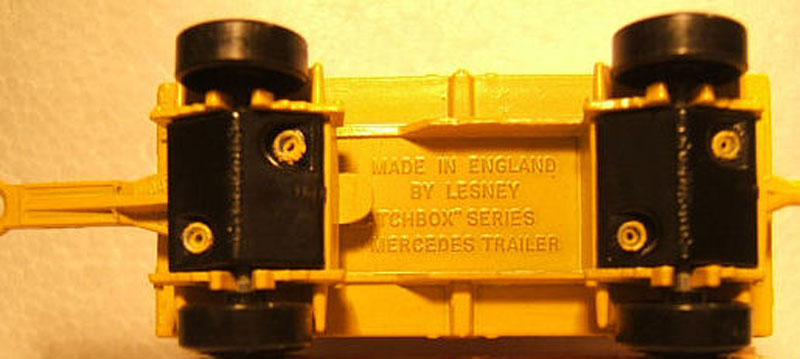 MADE IN ENGLAND
BY LESNEY
TCHBOX" SERIES
MERCEDES TRAILER